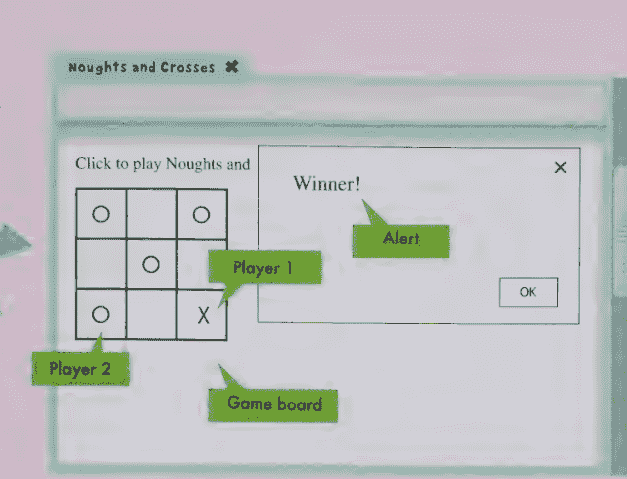 Noughts and Crosses ✖
Click to play Noughts and
Winner!
X
Alert
O O
O
Player 1
O X
OK
Player 2
Game board